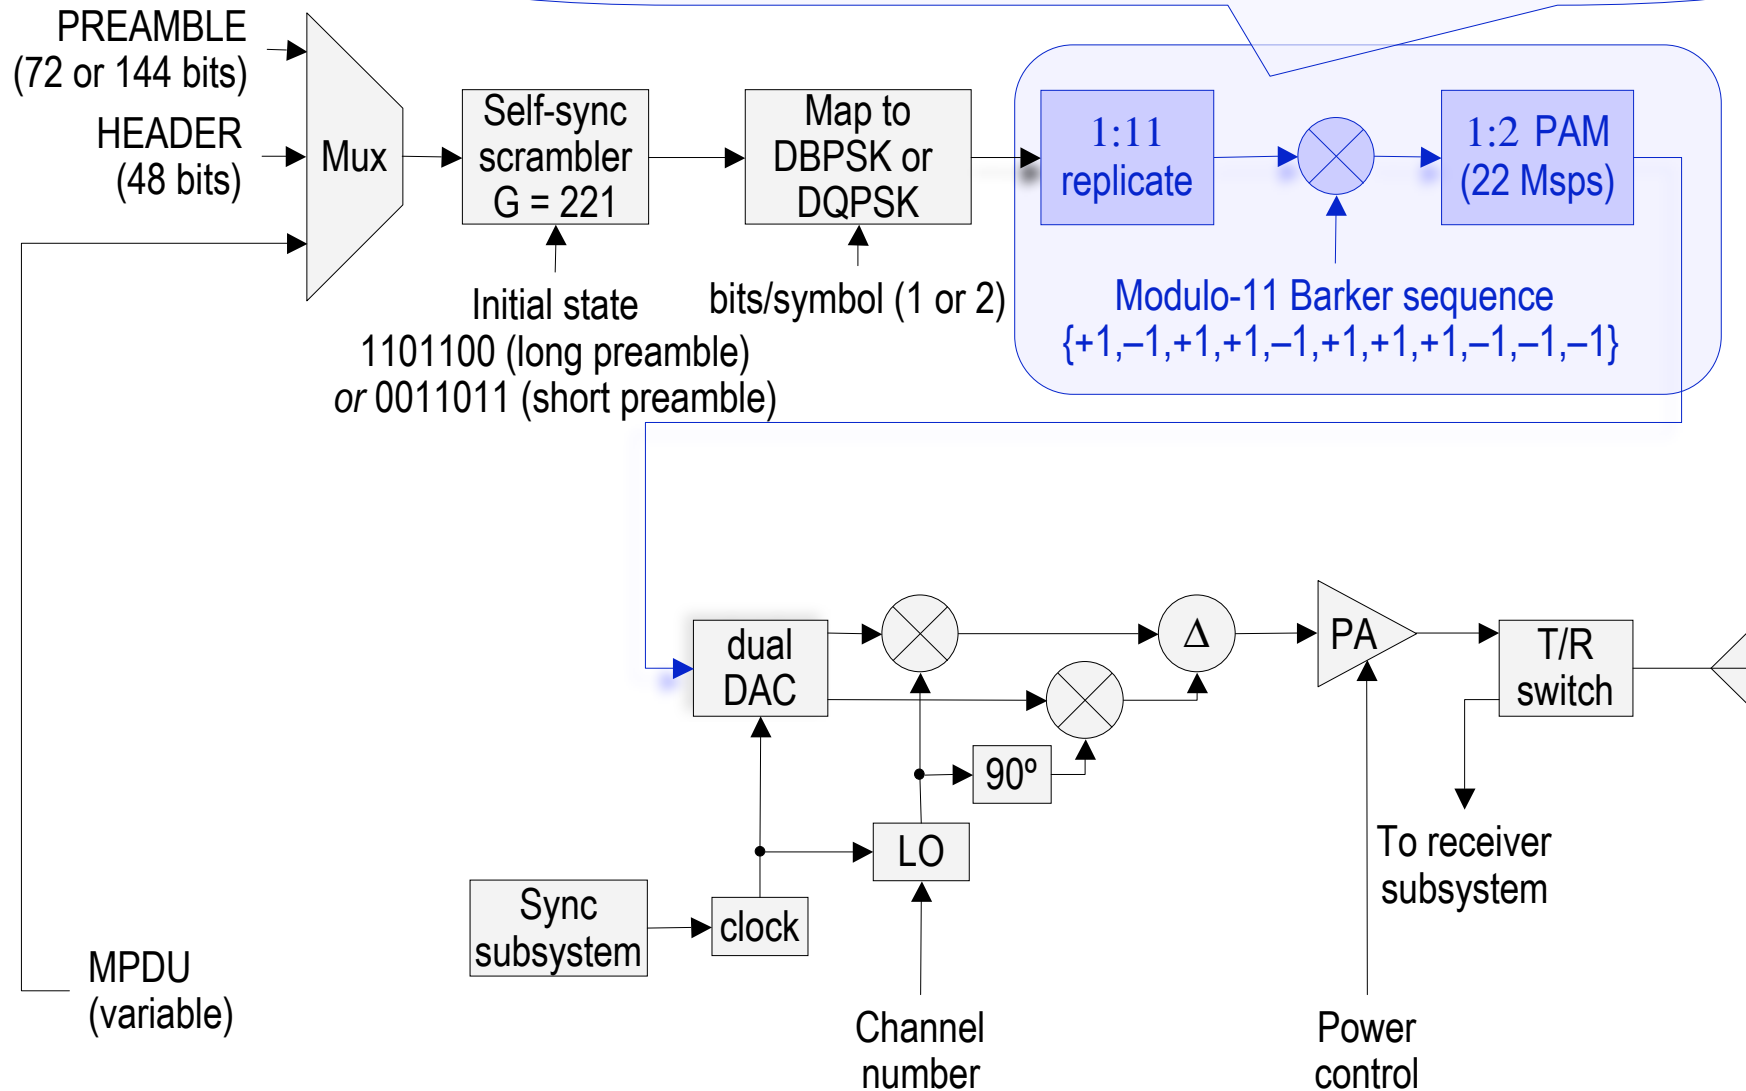 PREAMBLE
(72 or 144 bits)
HEADER
(48 bits)
Mux
Self-sync
scrambler
G = 221
Map to
DBPSK or
DQPSK
1:11
replicate
1:2 PAM
(22 Msps)
Initial state
1101100 (long preamble)
or 0011011 (short preamble)
bits/symbol (1 or 2)
Modulo-11 Barker sequence
{+1,–1,+1,+1,–1,+1,+1,+1,–1,–1,–1}
dual
DAC
Δ
PA
T/R
switch
90º
LO
To receiver
subsystem
Sync
subsystem
clock
MPDU
(variable)
Channel
number
Power
control